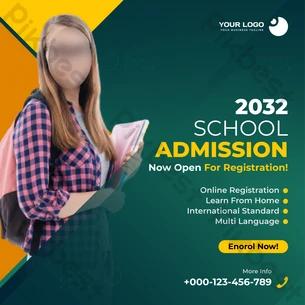 YOUR LOGO
YOUR BUSINESS TAGLINE
2032
SCHOOL
ADMISSION
Now Open For Registration!
Online Registration
Learn From Home
International Standard
Multi Language
Enrol Now!
More Info
+000-123-456-789